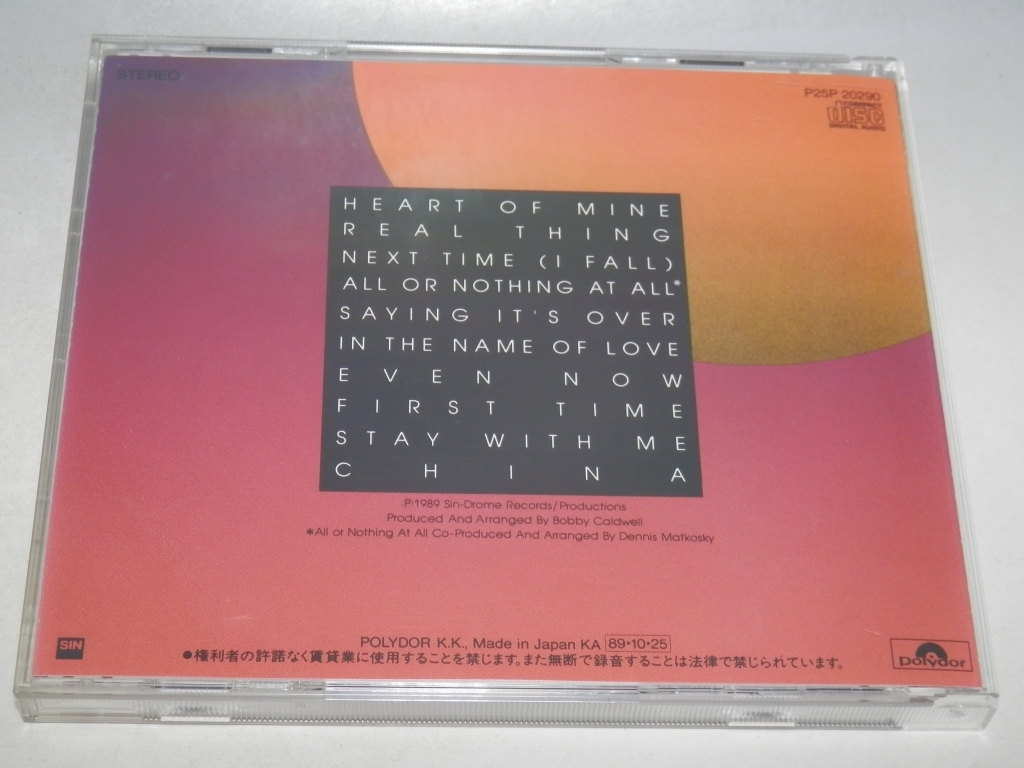 STEREO
P25P 20290
COMPACT
disc
DIGITAL AUDIO
HEART OF MINE
REAL THING
NEXT TIME (I FALL)
ALL OR NOTHING AT ALL*
SAYING IT'S OVER
IN THE NAME OF LOVE
EVEN NOW
FIRST TIME
STAY WITH ME
CHINA
Ⓟ1989 Sin-Drome Records/Productions
Produced And Arranged By Bobby Caldwell
*All or Nothing At All Co-Produced And Arranged By Dennis Matkosky
SIN
POLYDOR K.K., Made in Japan KA 89•10•25
●権利者の許諾なく賃貸業に使用することを禁じます。また無断で録音することは法律で禁じられています。
Polydor